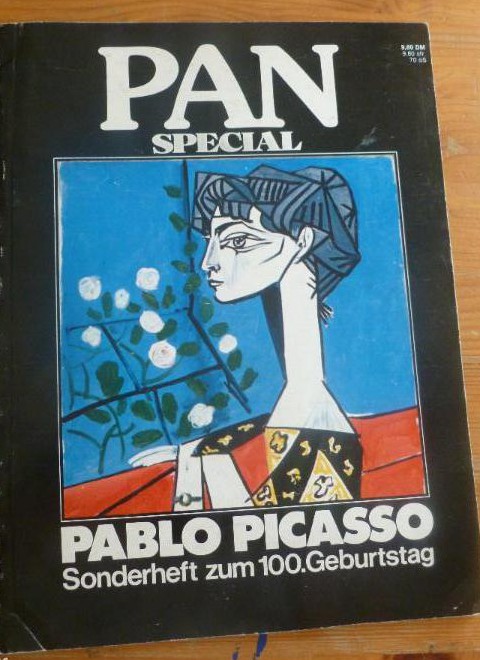 PAN
SPECIAL
9,80 DM
9.80 sfr
70 öS
PABLO PICASSO
Sonderheft zum 100.Geburtstag